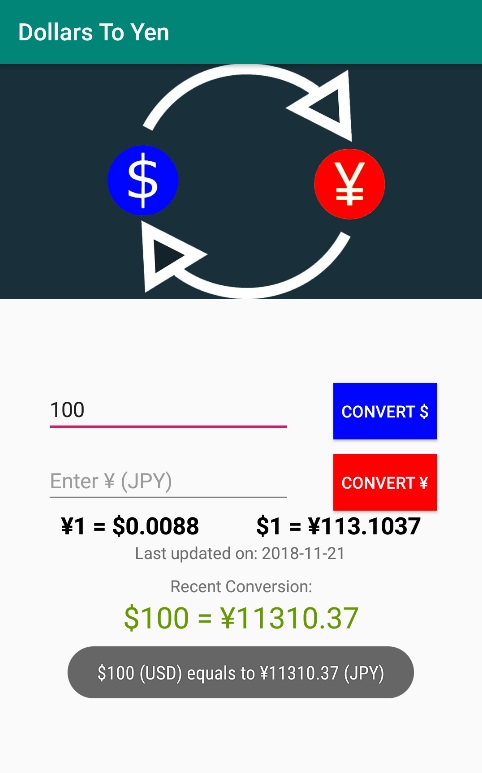 Dollars To Yen
$
¥
100
CONVERT $
Enter ¥ (JPY)
CONVERT ¥
¥1 = $0.0088 $1 = ¥113.1037
Last updated on: 2018-11-21
Recent Conversion:
$100 = ¥11310.37
$100 (USD) equals to ¥11310.37 (JPY)